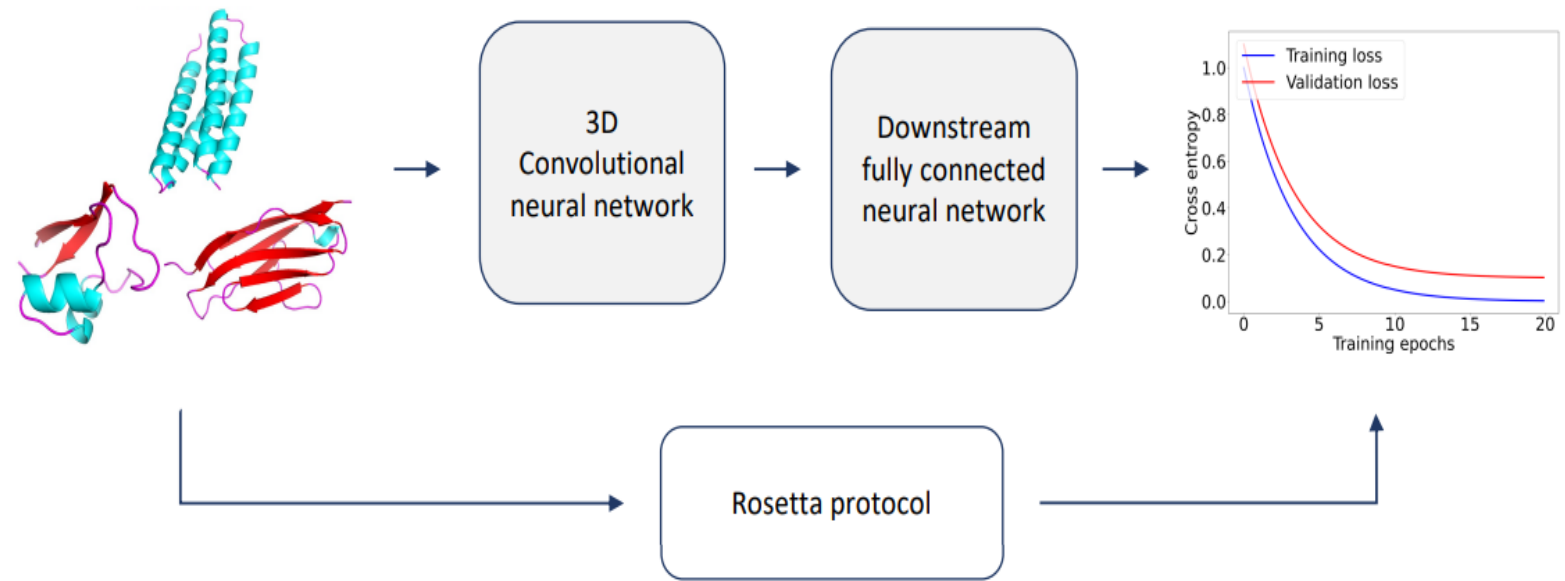 3D
Convolutional
neural network
Downstream
fully connected
neural network
Training loss
Validation loss
Cross entropy
1.0
0.8
0.6
0.4
0.2
0.0
0 5 10 15 20
Training epochs
Rosetta protocol